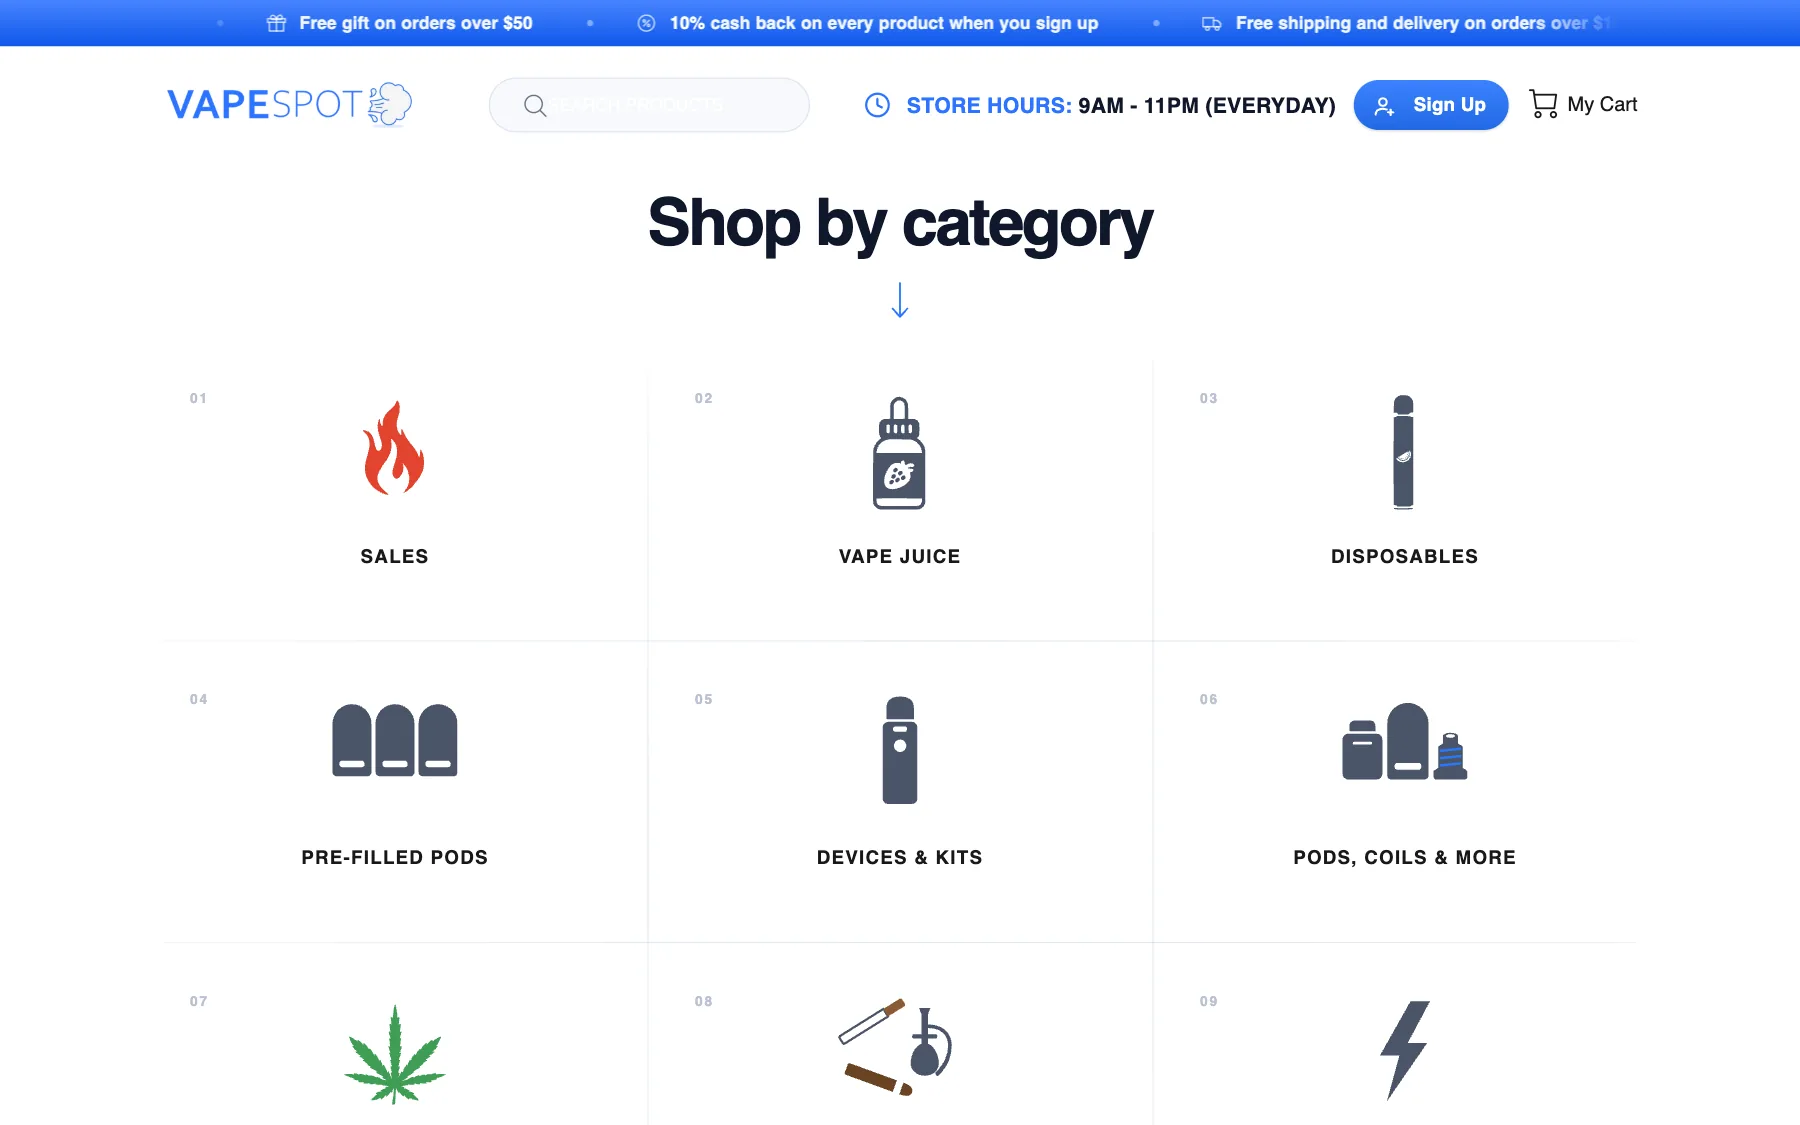 Free gift on orders over $50
10% cash back on every product when you sign up
Free shipping and delivery on orders over
VAPESPOT
SEARCH PRODUCTS...
STORE HOURS: 9AM - 11PM (EVERYDAY)
Sign Up
My Cart
Shop by category
01
SALES
02
VAPE JUICE
03
DISPOSABLES
04
PRE-FILLED PODS
05
DEVICES & KITS
06
PODS, COILS & MORE
07
08
09